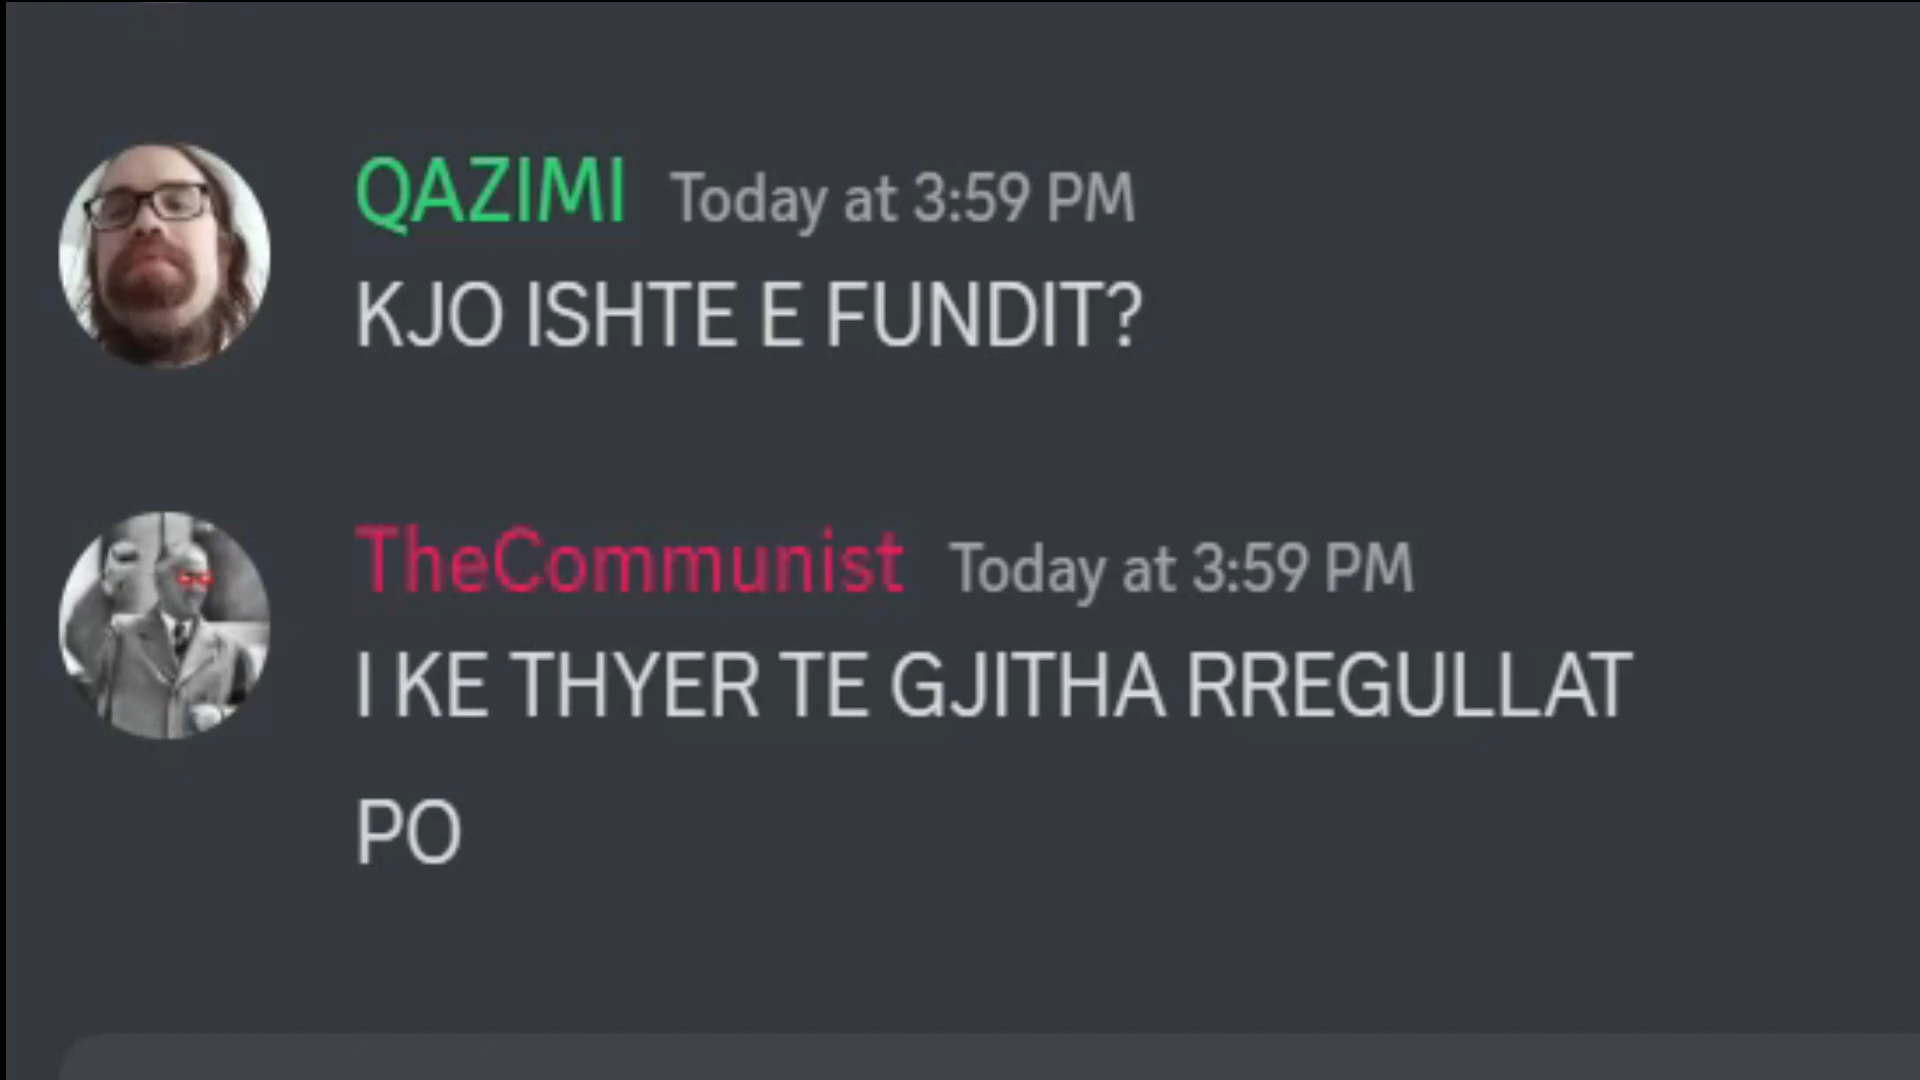 QAZIMI Today at 3:59 PM
KJO ISHTE E FUNDIT?
TheCommunist Today at 3:59 PM
I KE THYER TE GJITHA RREGULLAT
PO